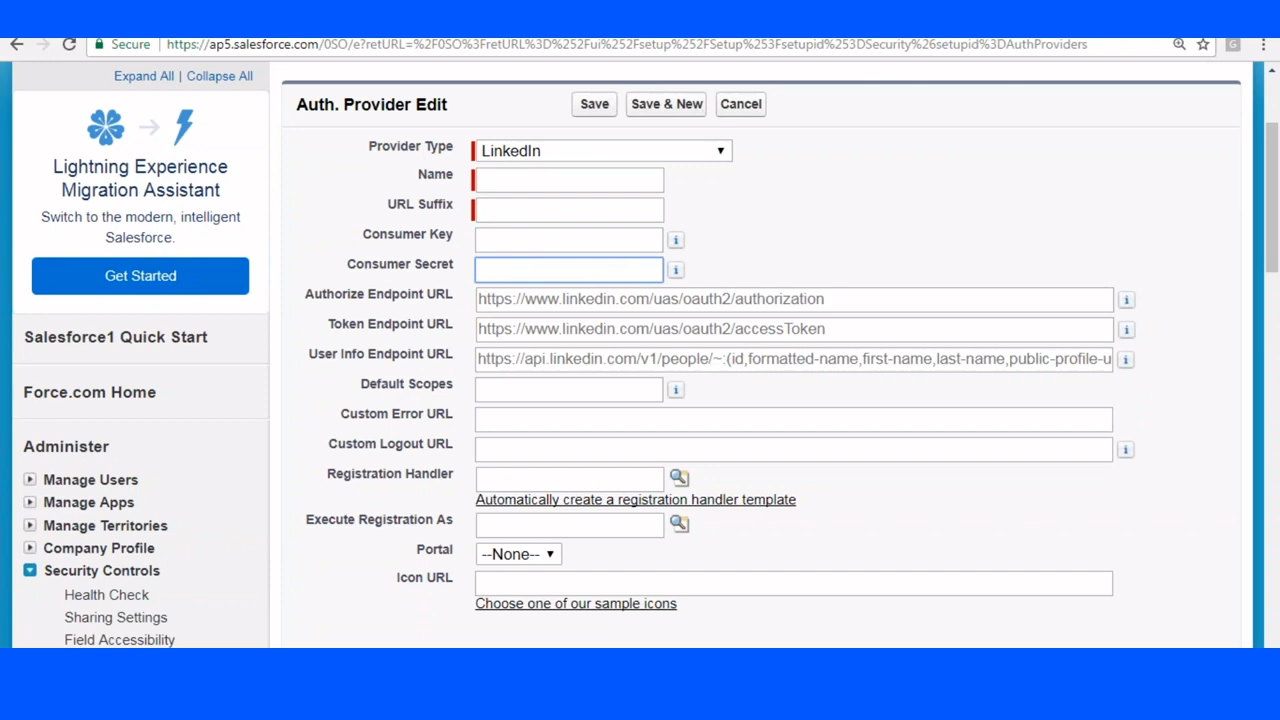 Secure https://ap5.salesforce.com/0SO/e?retURL=%2F0SO%3FretURL%3D%252Fui%252Fsetup%252FSetup%253Fsetupid%253DSecurity%26setupid%3DAuthProviders
Expand All | Collapse All
Lightning Experience
Migration Assistant
Switch to the modern, intelligent
Salesforce.
Get Started
Salesforce1 Quick Start
Force.com Home
Administer
Manage Users
Manage Apps
Manage Territories
Company Profile
Security Controls
Health Check
Sharing Settings
Field Accessibility
Auth. Provider Edit Save Save & New Cancel
Provider Type LinkedIn
Name
URL Suffix
Consumer Key
Consumer Secret
Authorize Endpoint URL https://www.linkedin.com/uas/oauth2/authorization
Token Endpoint URL https://www.linkedin.com/uas/oauth2/accessToken
User Info Endpoint URL https://api.linkedin.com/v1/people/~:(id,formatted-name,first-name,last-name,public-profile-u
Default Scopes
Custom Error URL
Custom Logout URL
Registration Handler
Automatically create a registration handler template
Execute Registration As
Portal --None--
Icon URL
Choose one of our sample icons